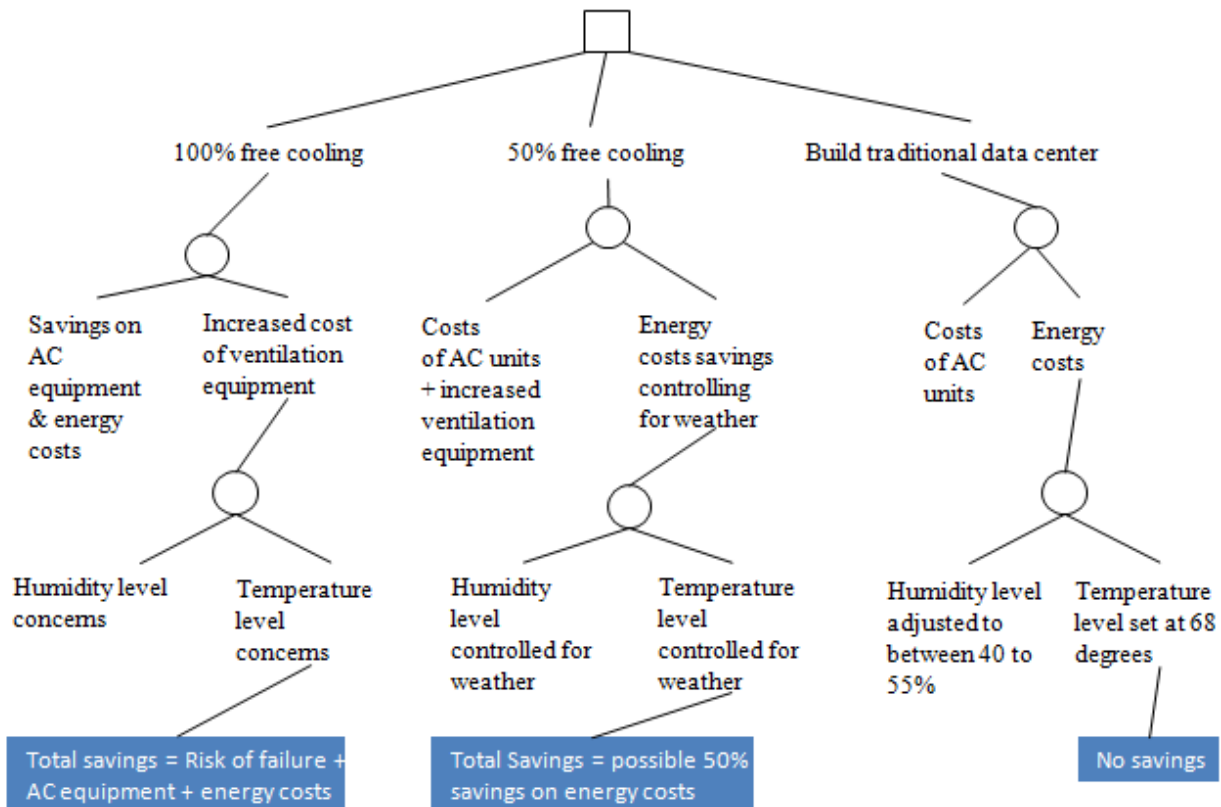 100% free cooling
50% free cooling
Build traditional data center
Savings on
AC
equipment
& energy
costs
Increased cost
of ventilation
equipment
Costs
of AC units
+ increased
ventilation
equipment
Energy
costs savings
controlling
for weather
Costs
of AC
units
Energy
costs
Humidity level
concerns
Temperature
level
concerns
Humidity
level
controlled for
weather
Temperature
level
controlled for
weather
Humidity level
adjusted to
between 40 to
55%
Temperature
level set at 68
degrees
Total savings = Risk of failure +
AC equipment + energy costs
Total Savings = possible 50%
savings on energy costs
No savings